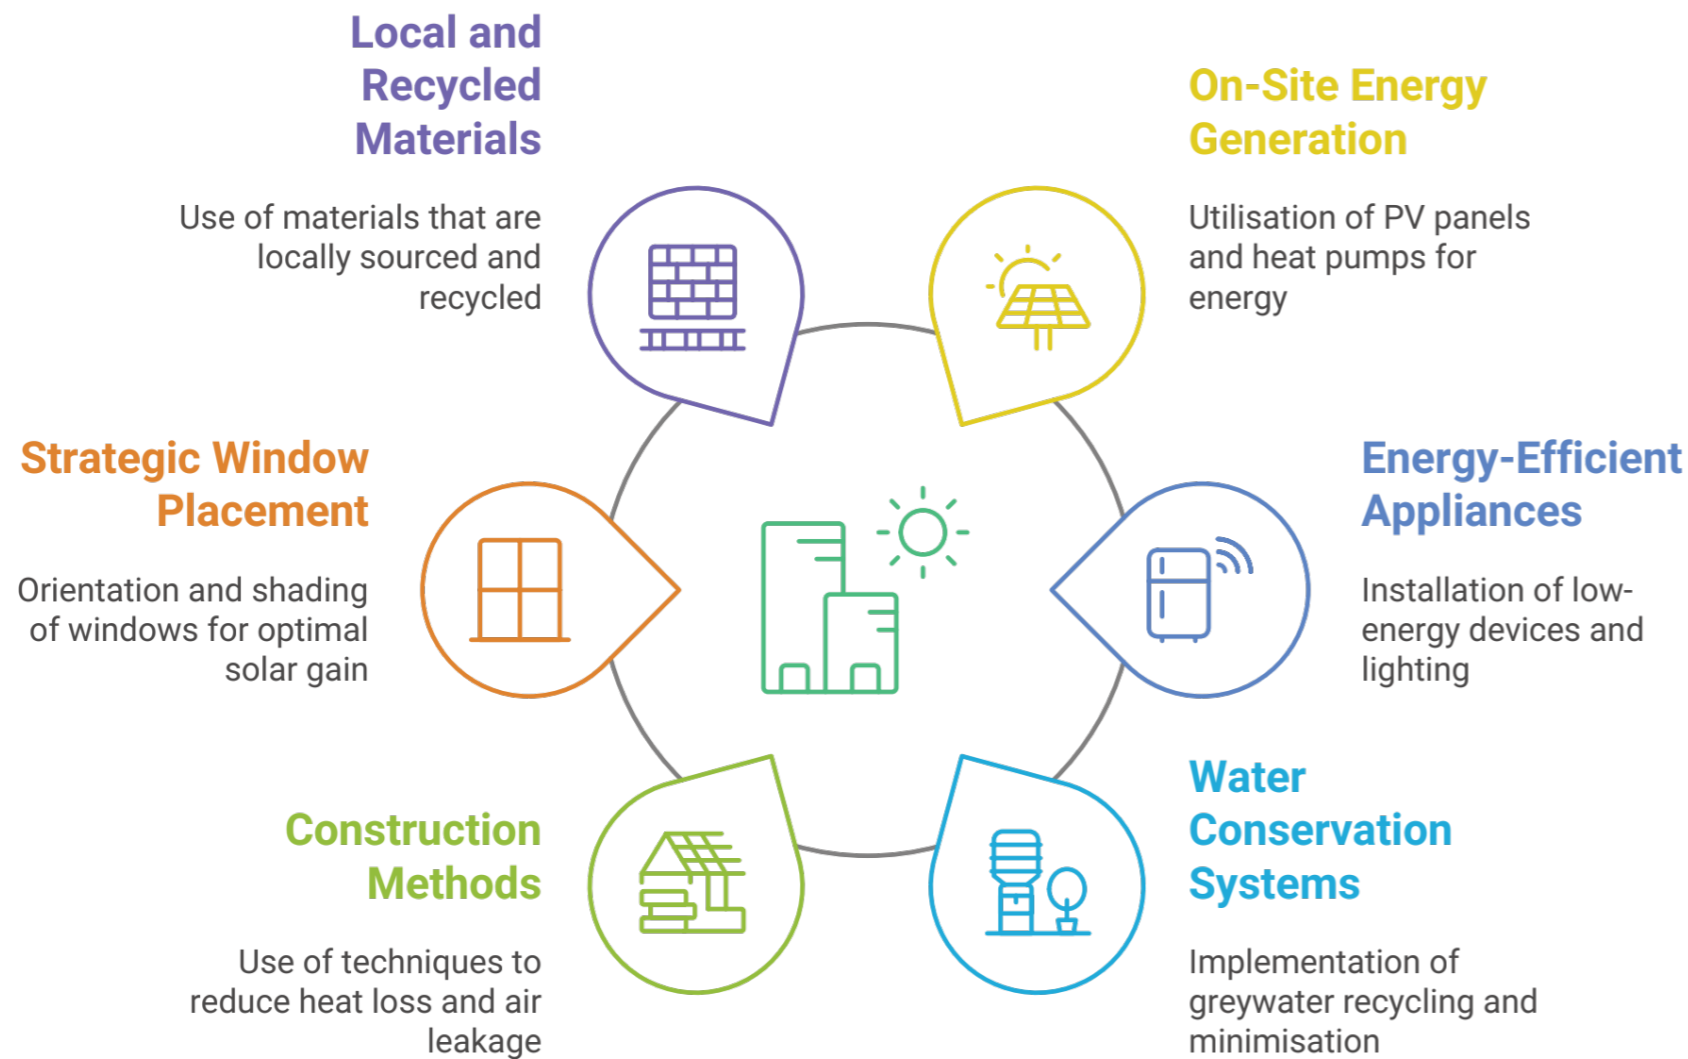 Local and
Recycled
Materials
Use of materials that are
locally sourced and
recycled
On-Site Energy
Generation
Utilisation of PV panels
and heat pumps for
energy
Strategic Window
Placement
Orientation and shading
of windows for optimal
solar gain
Energy-Efficient
Appliances
Installation of low-
energy devices and
lighting
Construction
Methods
Use of techniques to
reduce heat loss and air
leakage
Water
Conservation
Systems
Implementation of
greywater recycling and
minimisation